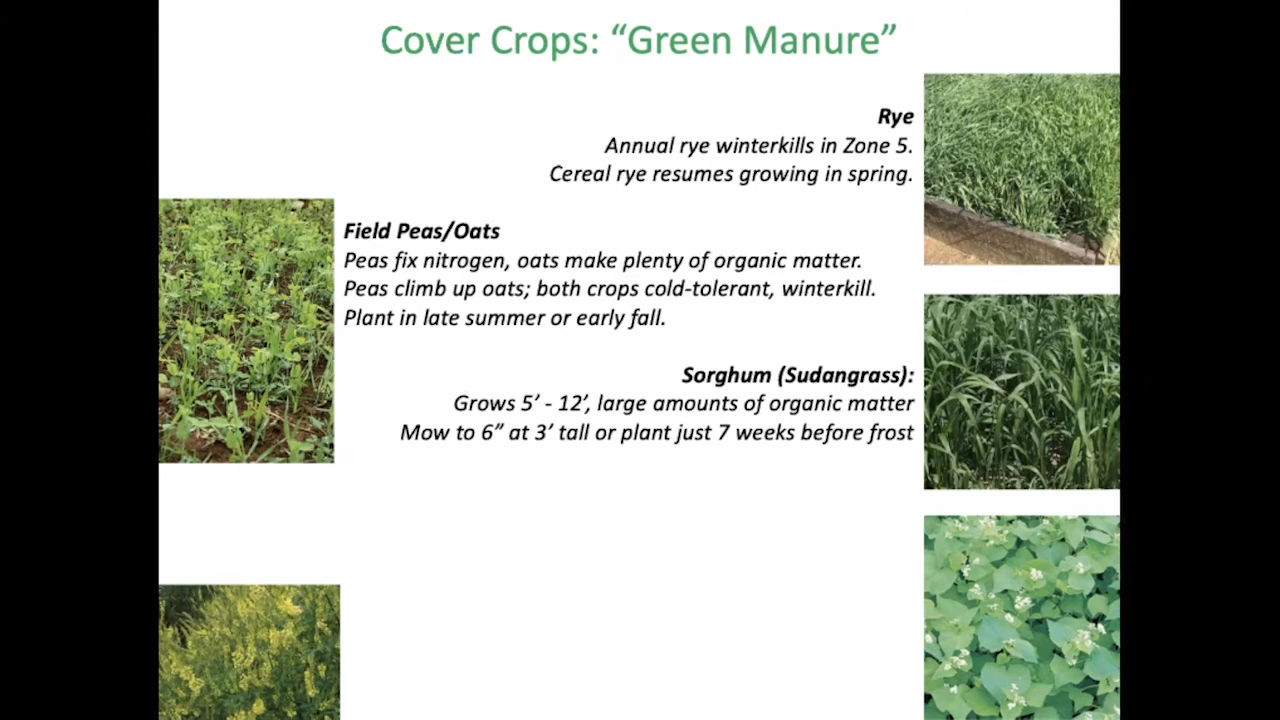 Cover Crops: “Green Manure”
Rye
Annual rye winterkills in Zone 5.
Cereal rye resumes growing in spring.
Field Peas/Oats
Peas fix nitrogen, oats make plenty of organic matter.
Peas climb up oats; both crops cold-tolerant, winterkill.
Plant in late summer or early fall.
Sorghum (Sudangrass):
Grows 5’ - 12’, large amounts of organic matter
Mow to 6” at 3’ tall or plant just 7 weeks before frost